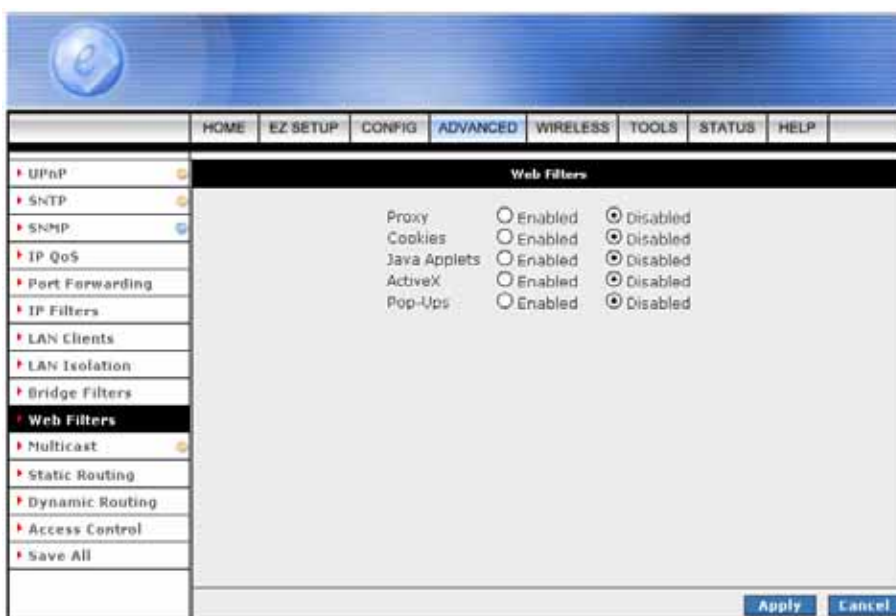 e
HOME EZ SETUP CONFIG ADVANCED WIRELESS TOOLS STATUS HELP
UPnP
SNTP
SNMP
IP QoS
Port Forwarding
IP Filters
LAN Clients
LAN Isolation
Bridge Filters
Web Filters
Multicast
Static Routing
Dynamic Routing
Access Control
Save All
Web Filters
Proxy Enabled Disabled
Cookies Enabled Disabled
Java Applets Enabled Disabled
ActiveX Enabled Disabled
Pop-Ups Enabled Disabled
Apply Cancel